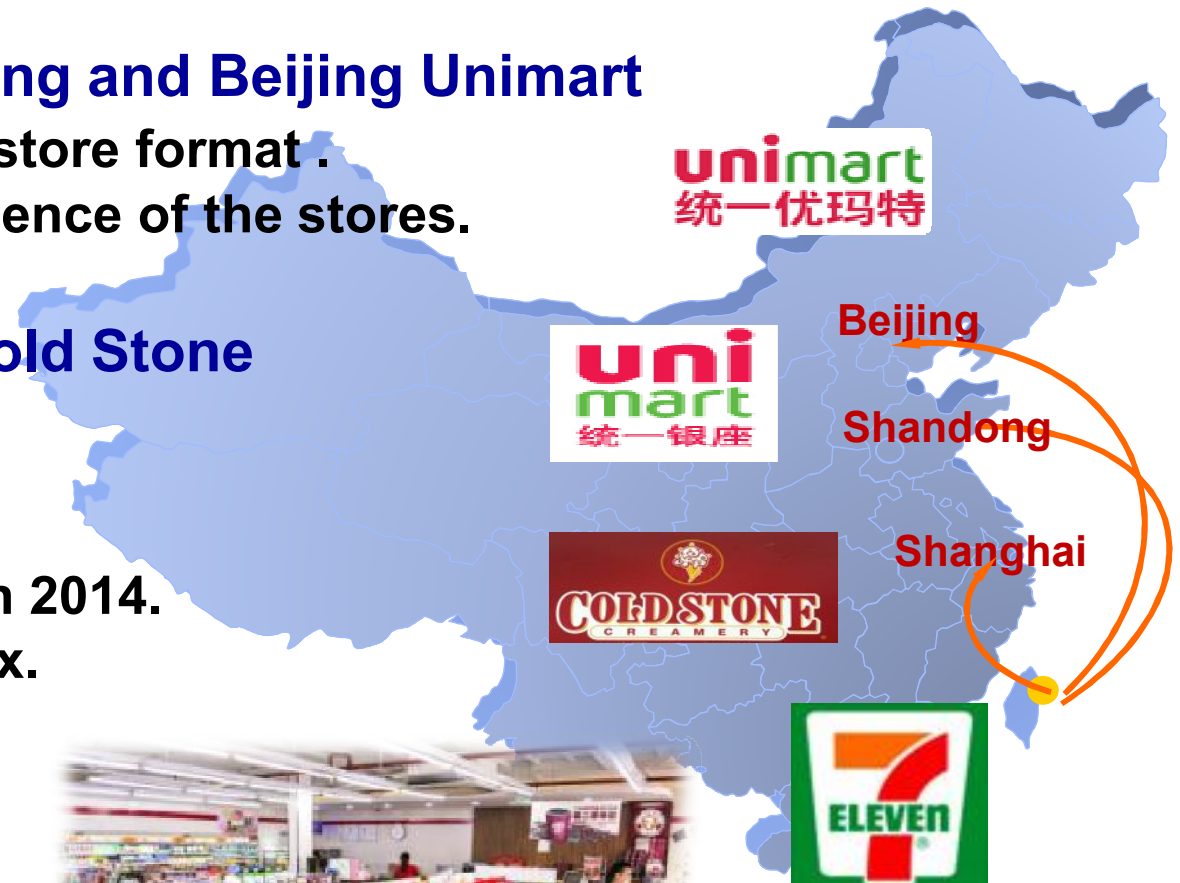 ng and Beijing Unimart
store format .
ence of the stores.
unimart
统一优玛特
Beijing
old Stone
uni
mart
统一银座
Shandong
Shanghai
COLD STONE
CREAMERY
n 2014.
x.
7
ELEVEN